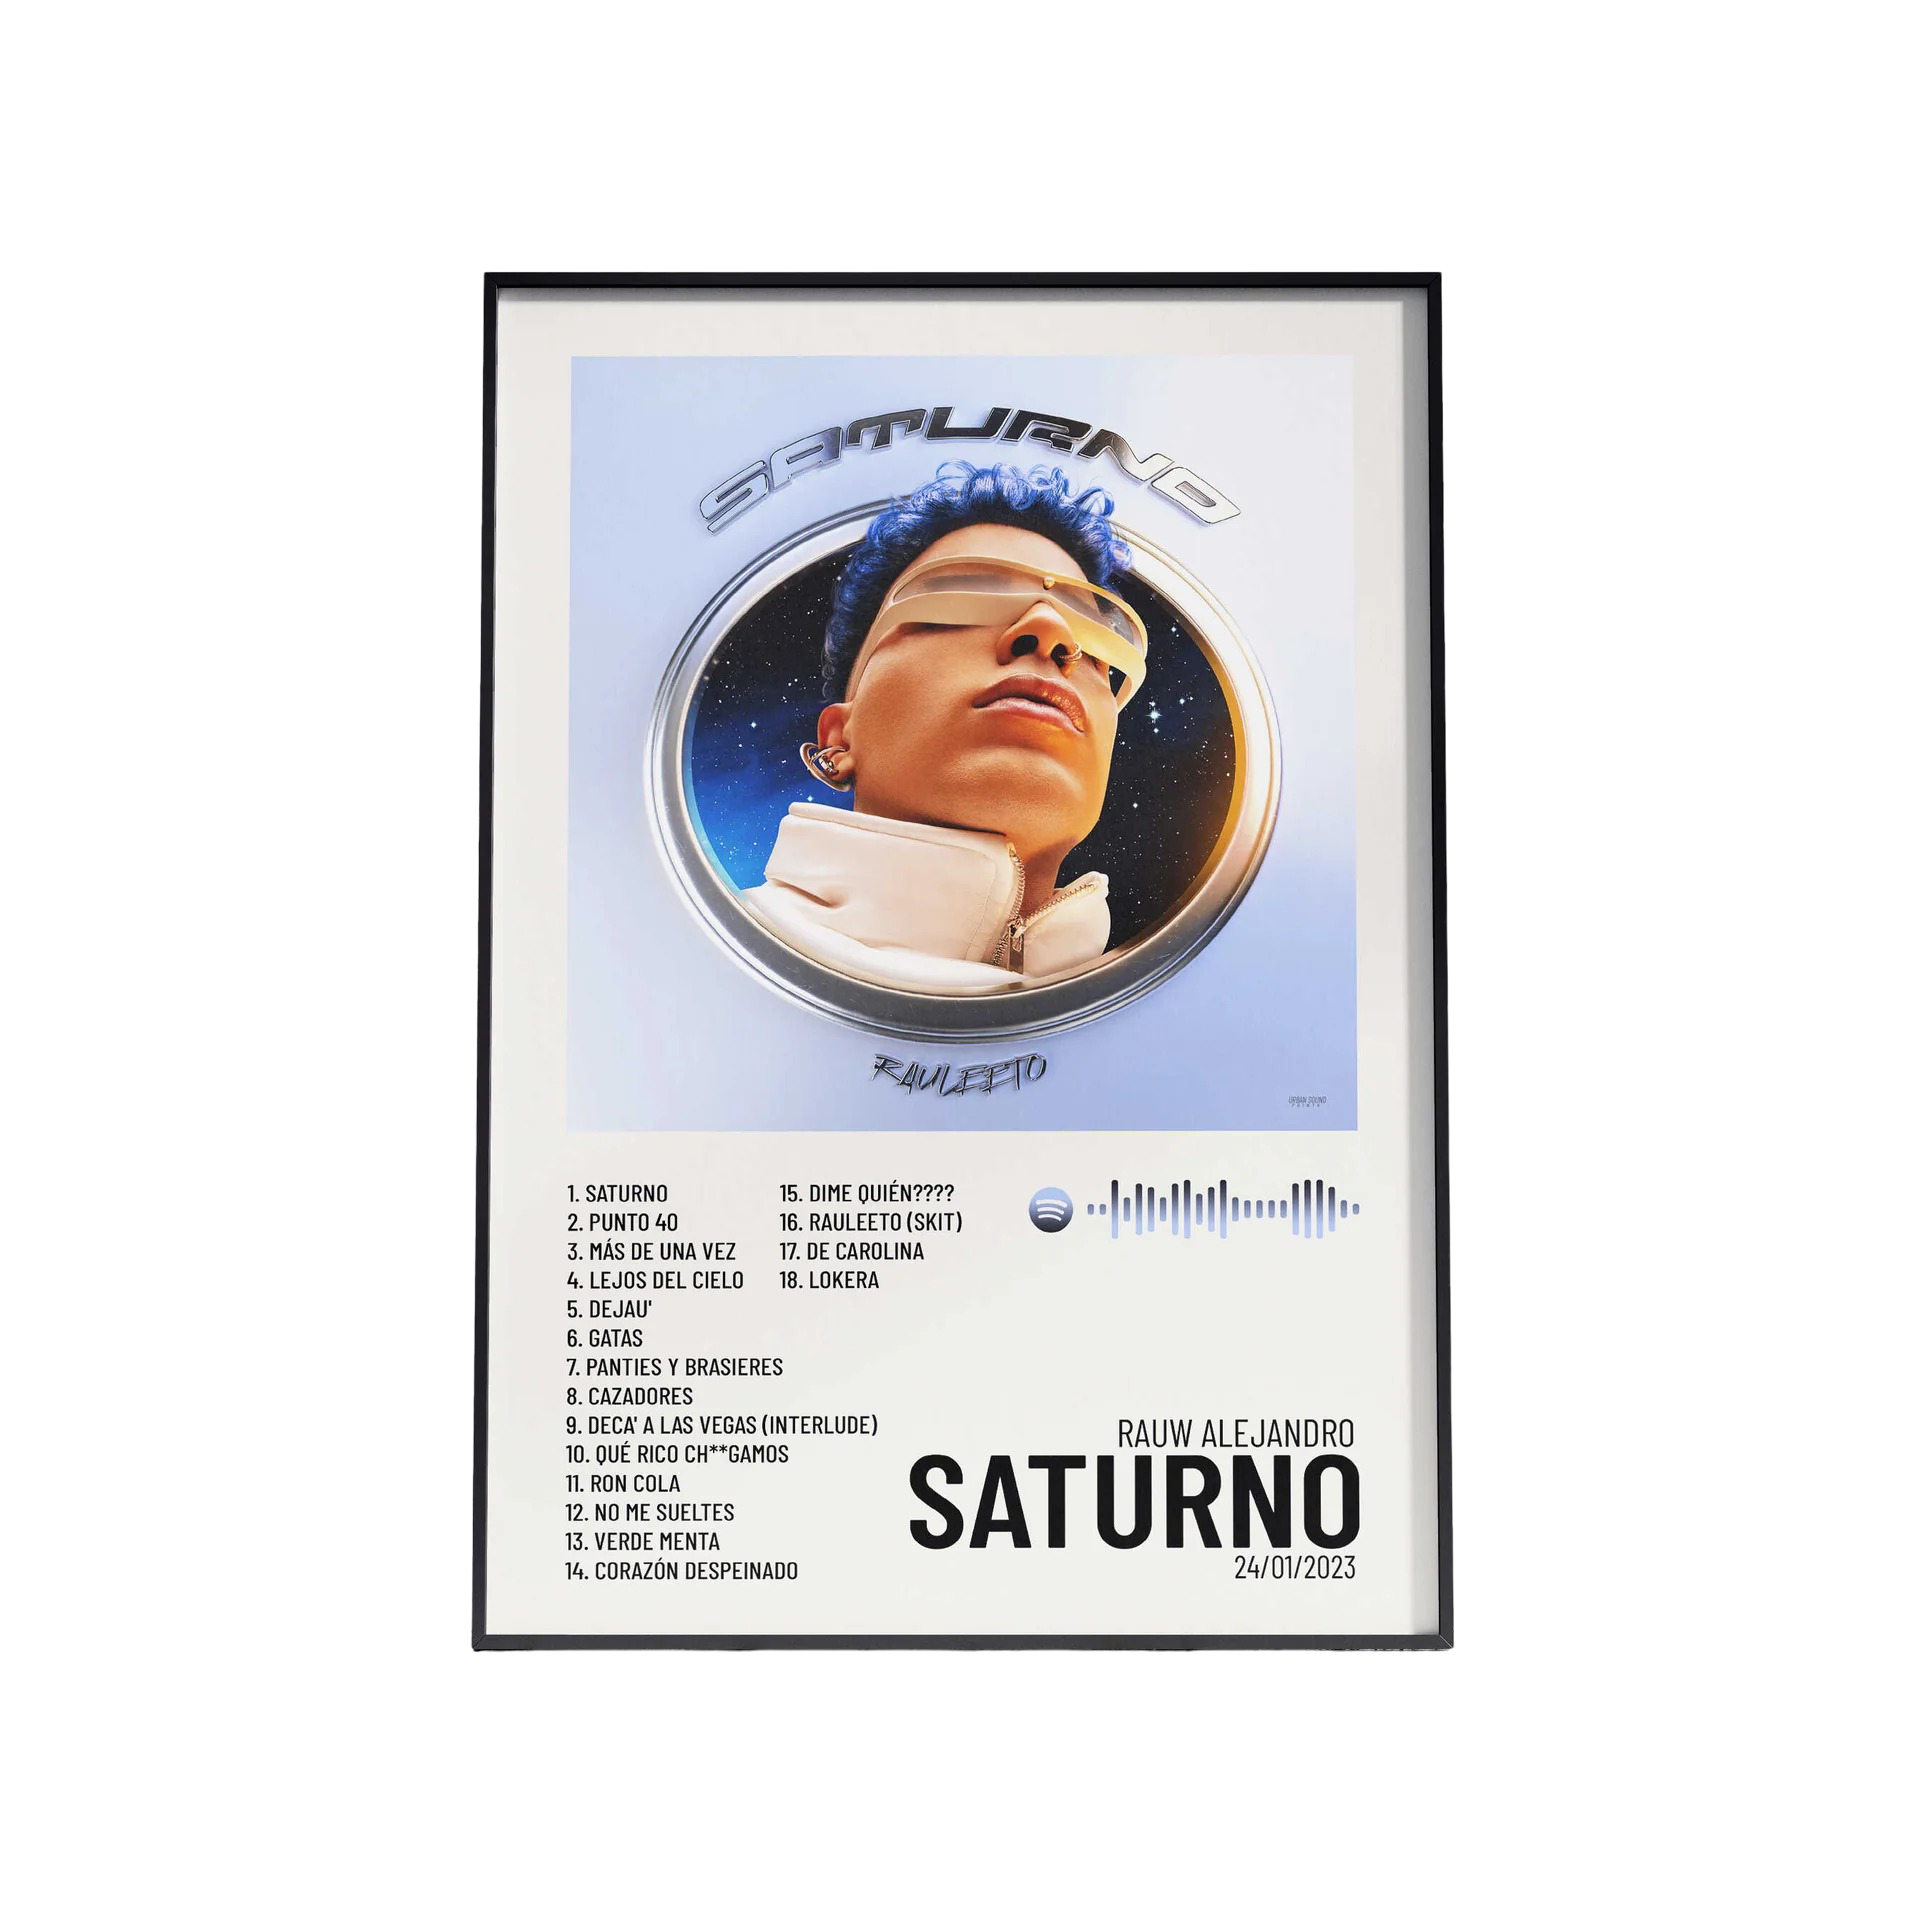 SATURNO
RAULEETO
URBAN SOUND
PRINTS
1. SATURNO
2. PUNTO 40
3. MÁS DE UNA VEZ
4. LEJOS DEL CIELO
5. DEJAU'
6. GATAS
7. PANTIES Y BRASIERES
8. CAZADORES
9. DECA' A LAS VEGAS (INTERLUDE)
10. QUÉ RICO CH**GAMOS
11. RON COLA
12. NO ME SUELTES
13. VERDE MENTA
14. CORAZÓN DESPEINADO
15. DIME QUIÉN????
16. RAULEETO (SKIT)
17. DE CAROLINA
18. LOKERA
RAUW ALEJANDRO
SATURNO
24/01/2023